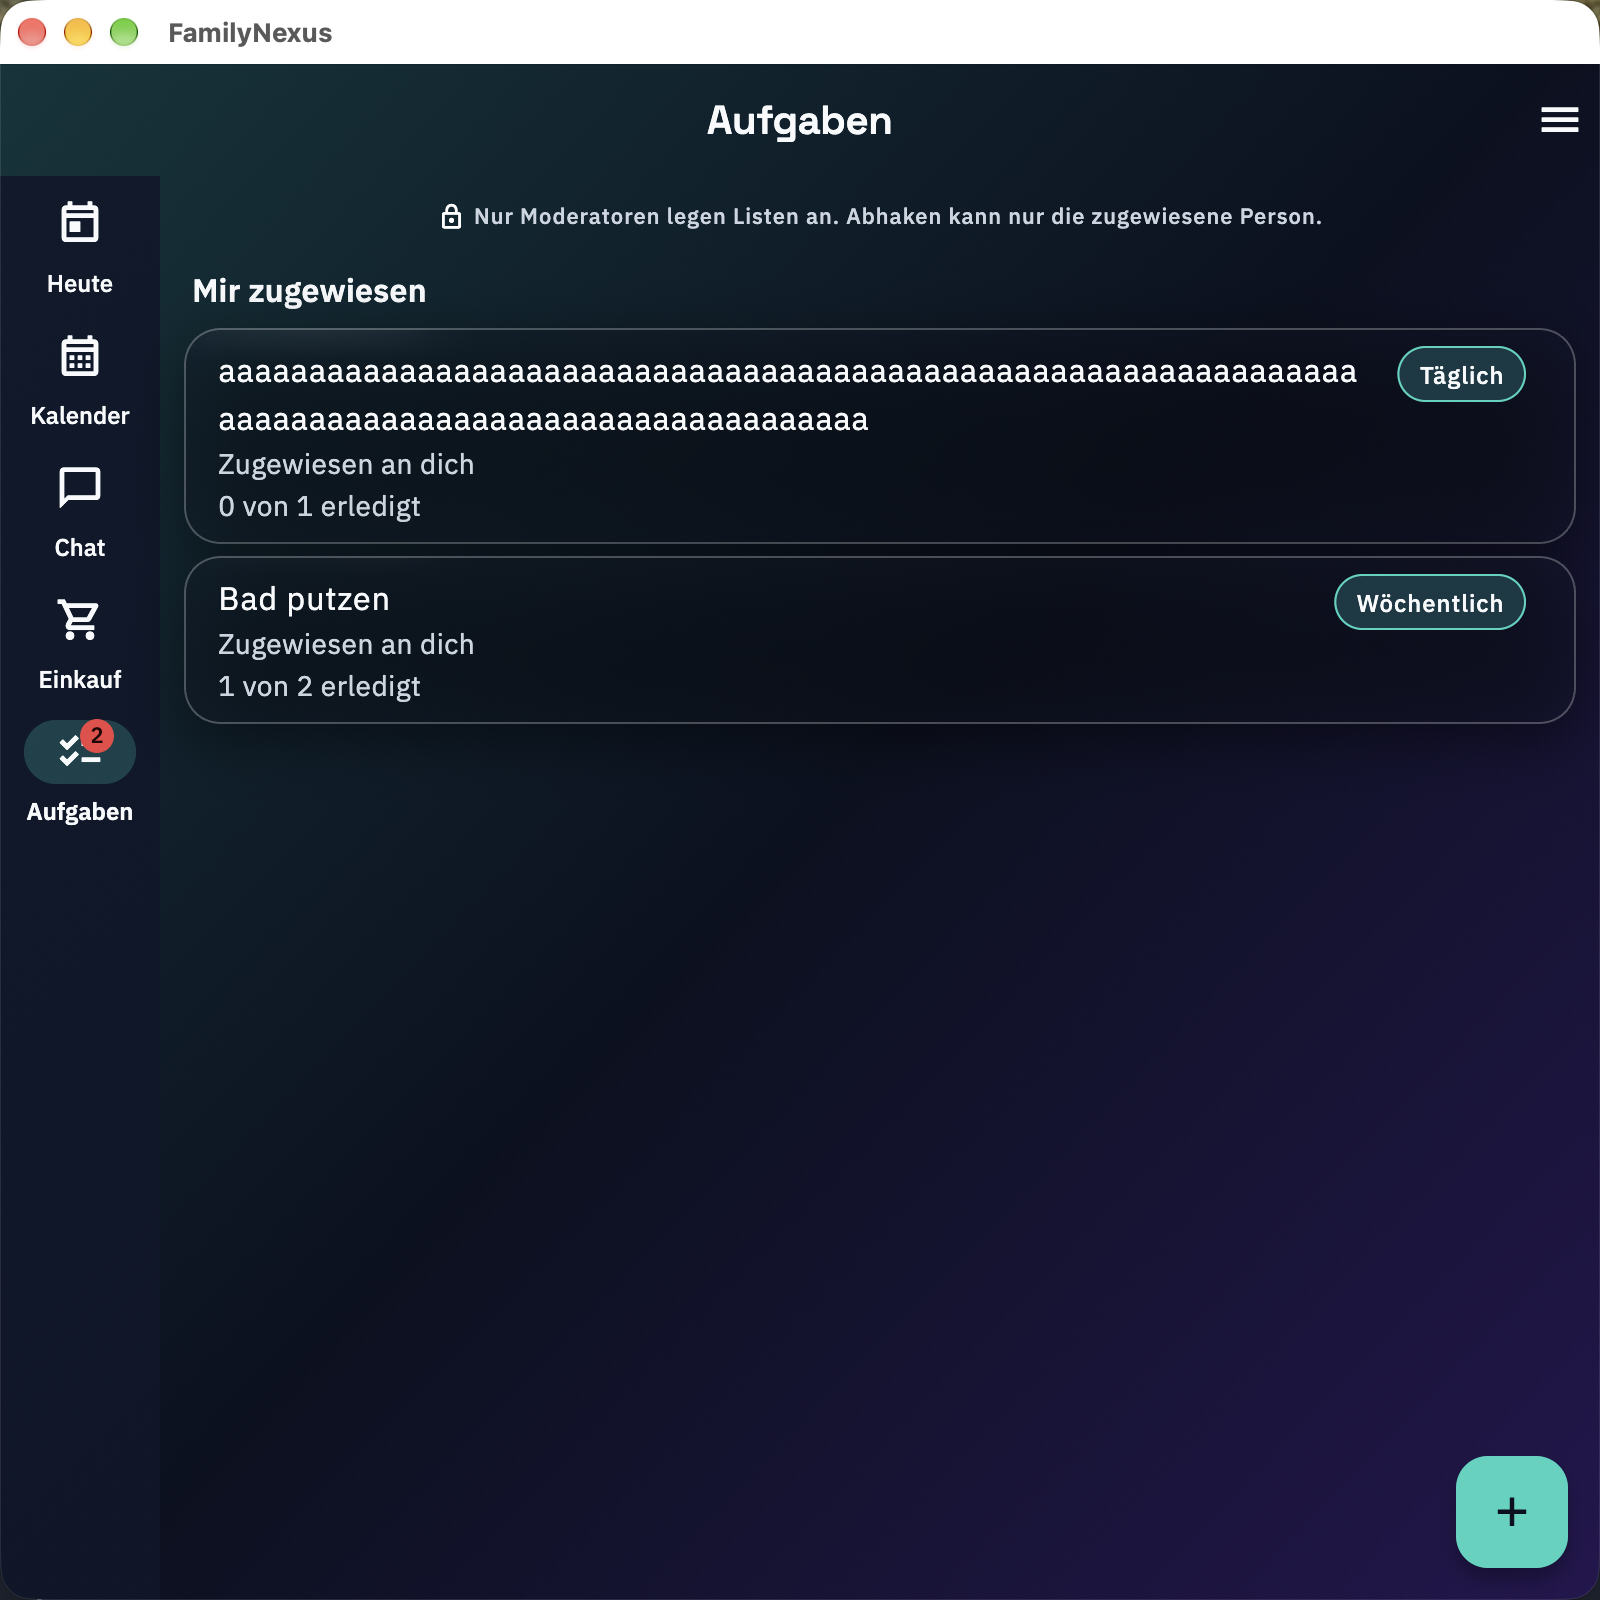 FamilyNexus
Aufgaben
Nur Moderatoren legen Listen an. Abhaken kann nur die zugewiesene Person.
Heute
Kalender
Chat
Einkauf
2
Aufgaben
Mir zugewiesen
aaaaaaaaaaaaaaaaaaaaaaaaaaaaaaaaaaaaaaaaaaaaaaaaaaaaaaaaaaaaaaa
aaaaaaaaaaaaaaaaaaaaaaaaaaaaaaaaaaaa
Täglich
Zugewiesen an dich
0 von 1 erledigt
Bad putzen
Wöchentlich
Zugewiesen an dich
1 von 2 erledigt